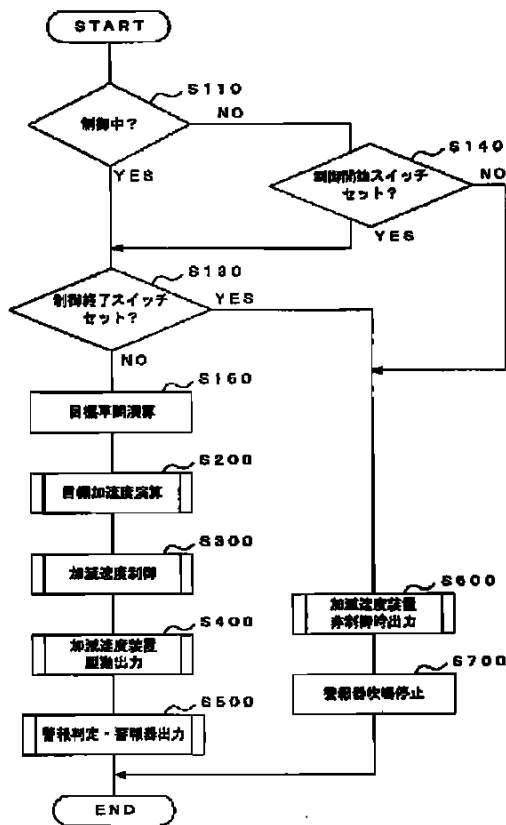 START
S110
制御中？
NO
YES
S140
制御開始スイッチ
セット？
NO
YES
S130
制御終了スイッチ
セット？
YES
NO
S150
目標車間演算
S200
目標加速度演算
S300
加減速度制御
S400
加減速度装置
駆動出力
S500
警報判定・警報器出力
S600
加減速度装置
非制御時出力
S700
警報器吹鳴停止
END